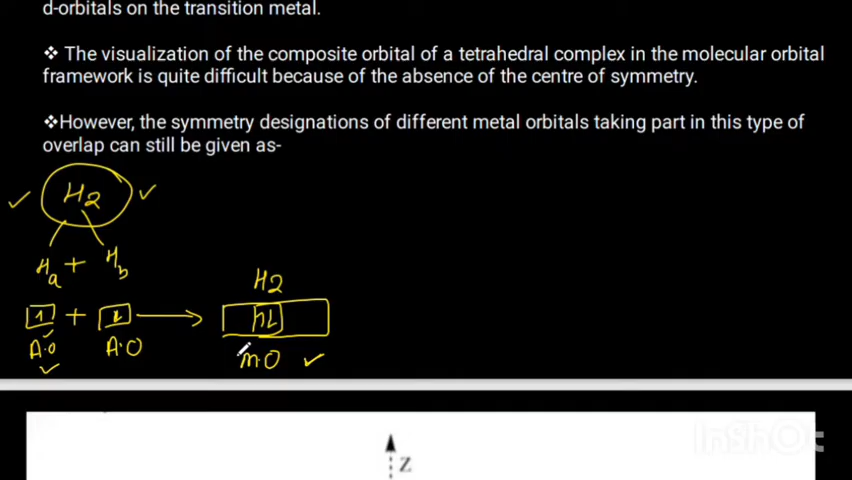 d-orbitals on the transition metal.
❖ The visualization of the composite orbital of a tetrahedral complex in the molecular orbital
framework is quite difficult because of the absence of the centre of symmetry.
❖However, the symmetry designations of different metal orbitals taking part in this type of
overlap can still be given as-
H2
Ha + Hb
H2
1 + 1 → 1L
A.O A.O
M.O
Z
InShOt